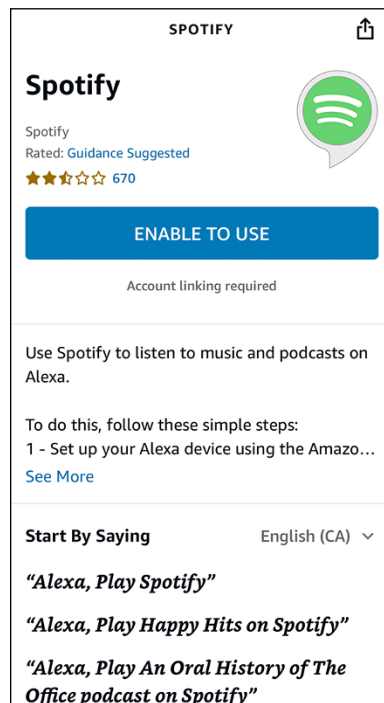 SPOTIFY
Spotify
Spotify
Rated: Guidance Suggested
670
ENABLE TO USE
Account linking required
Use Spotify to listen to music and podcasts on
Alexa.
To do this, follow these simple steps:
1 - Set up your Alexa device using the Amazo...
See More
Start By Saying English (CA)
“Alexa, Play Spotify”
“Alexa, Play Happy Hits on Spotify”
“Alexa, Play An Oral History of The
Office podcast on Spotify”